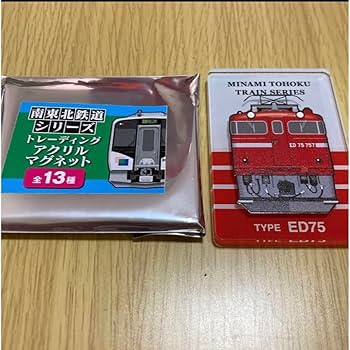 南東北鉄道
シリーズ
トレーディング
アクリル
マグネット
全13種
MINAMI TOHOKU
TRAIN SERIES
ED 75 757
TYPE ED75